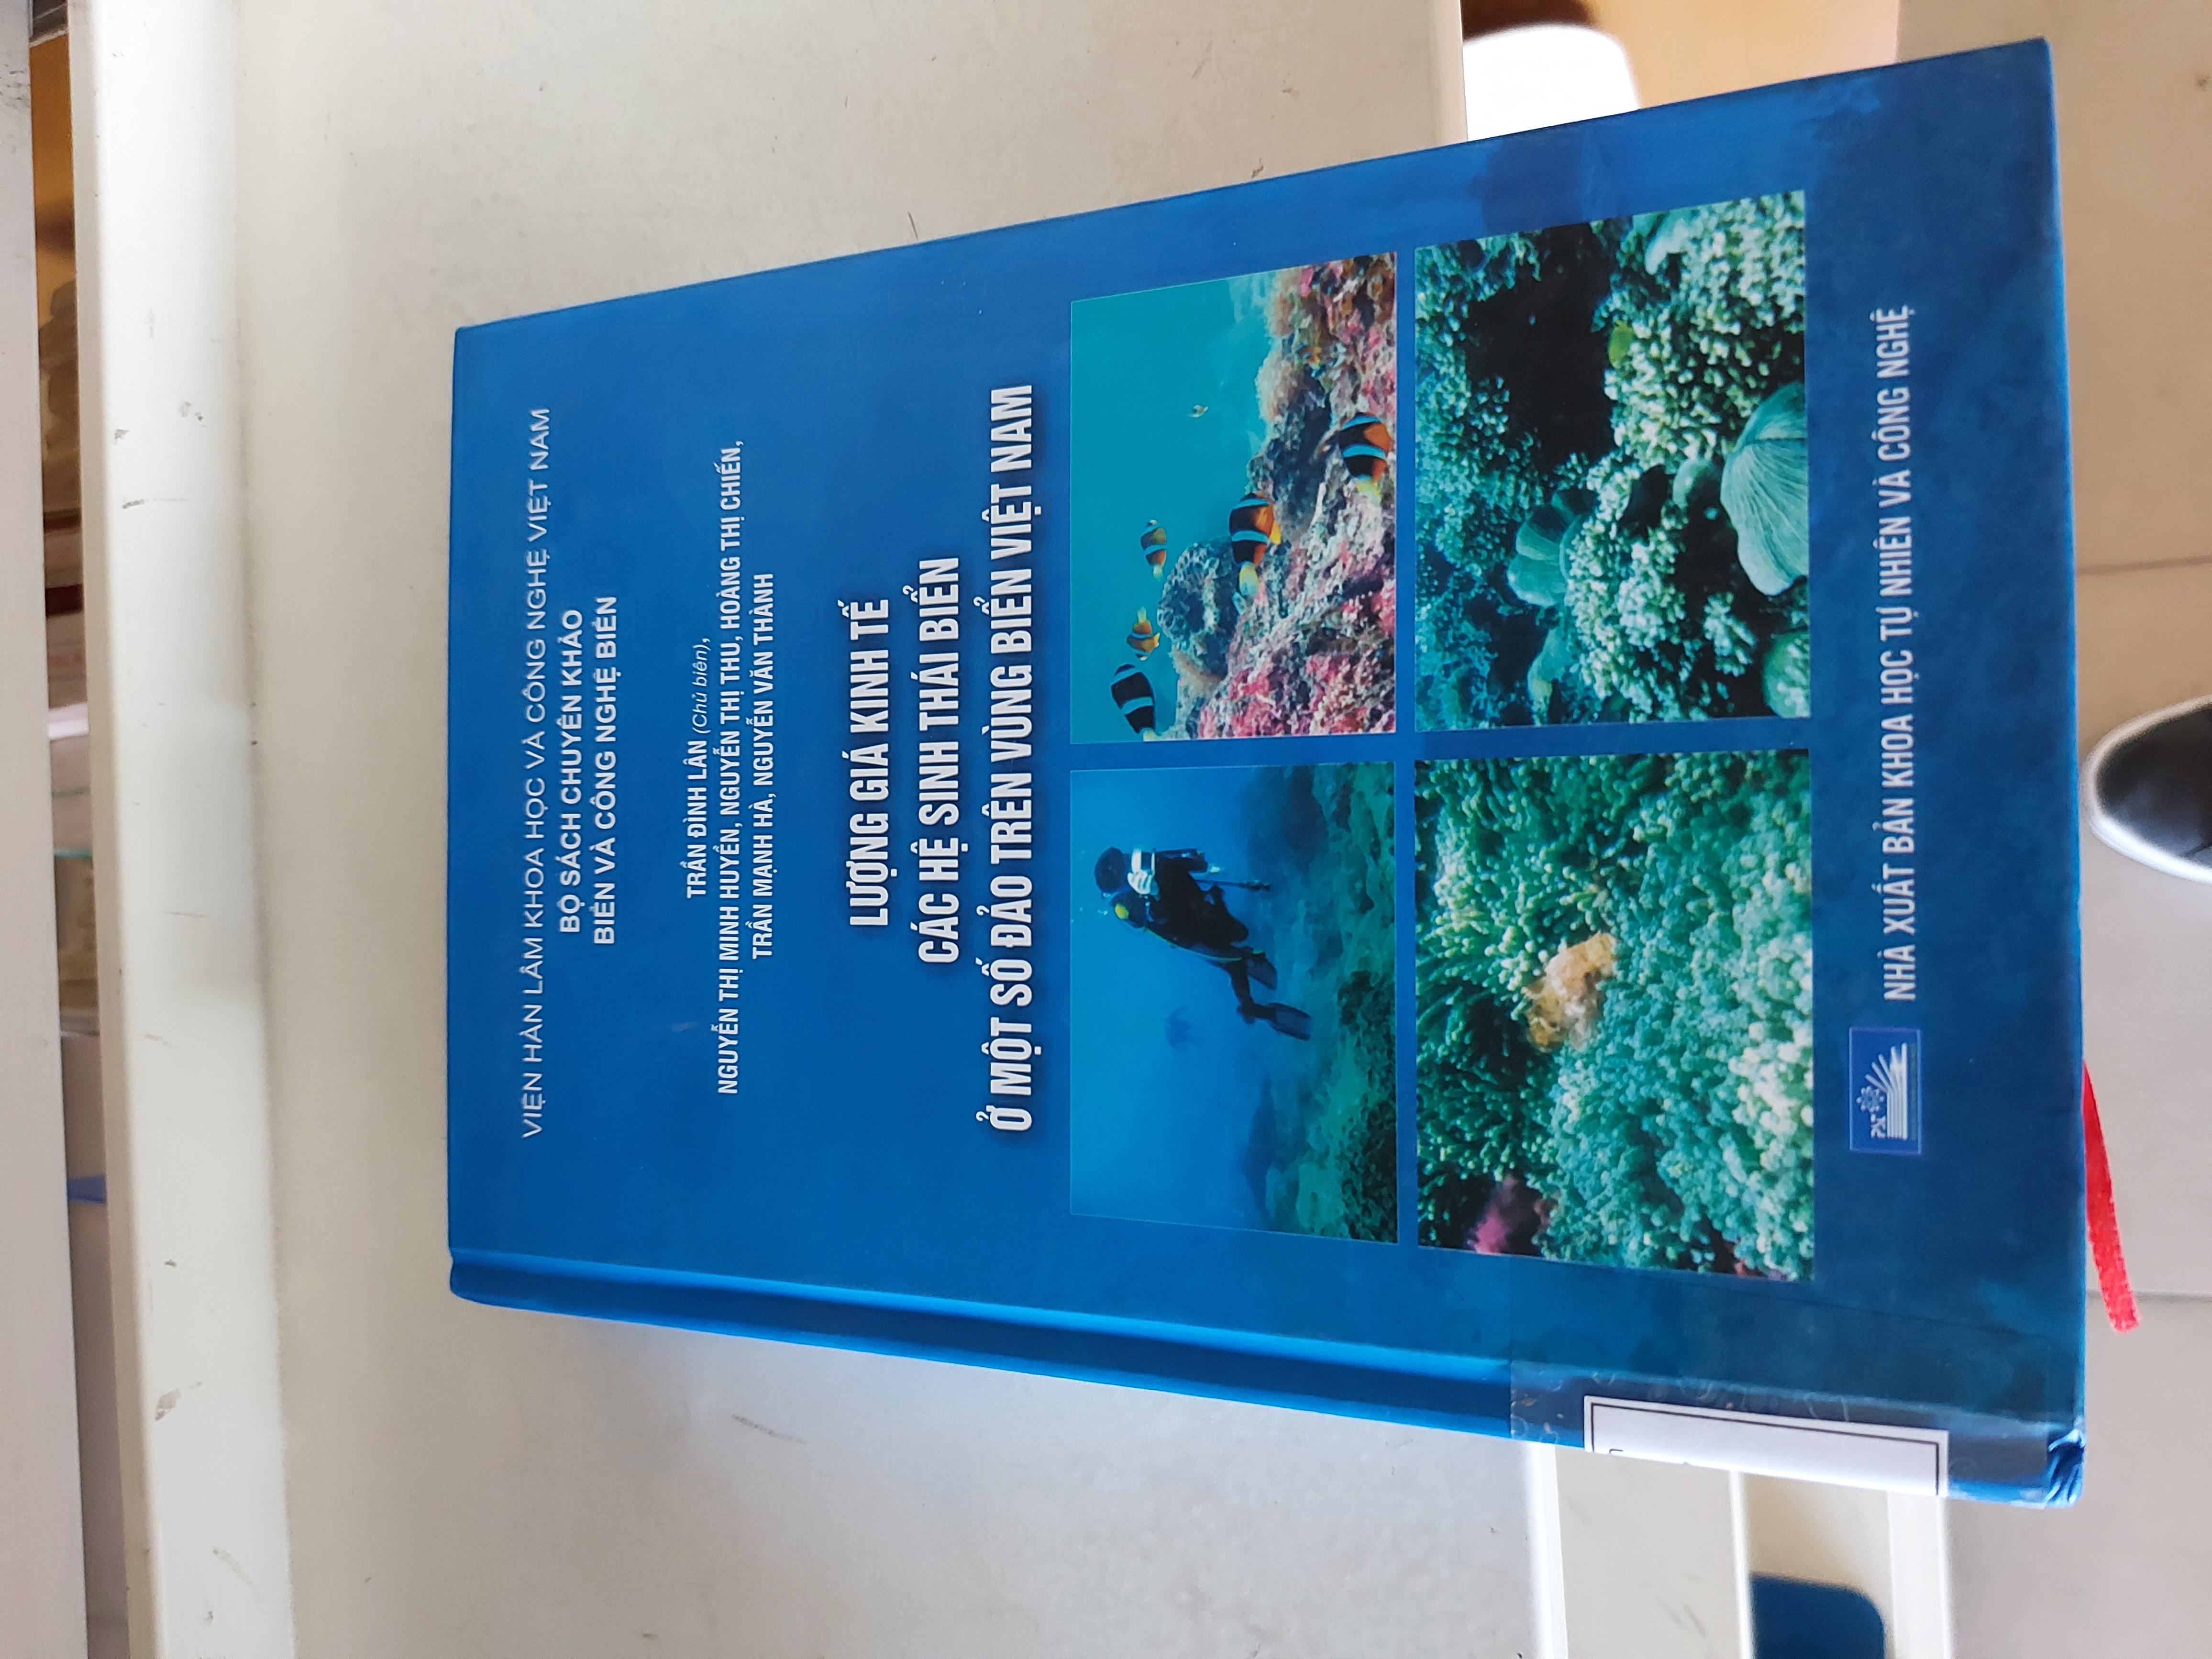 VIỆN HÀN LÂM KHOA HỌC VÀ CÔNG NGHỆ VIỆT NAM
BỘ SÁCH CHUYÊN KHẢO
BIỂN VÀ CÔNG NGHỆ BIỂN
TRẦN ĐÌNH LÂN (Chủ biên),
NGUYỄN THỊ MINH HUYỀN, NGUYỄN THỊ THU, HOÀNG THỊ CHIẾN,
TRẦN MẠNH HÀ, NGUYỄN VĂN THÀNH
LƯỢNG GIÁ KINH TẾ
CÁC HỆ SINH THÁI BIỂN
Ở MỘT SỐ ĐẢO TRÊN VÙNG BIỂN VIỆT NAM
NHÀ XUẤT BẢN KHOA HỌC TỰ NHIÊN VÀ CÔNG NGHỆ